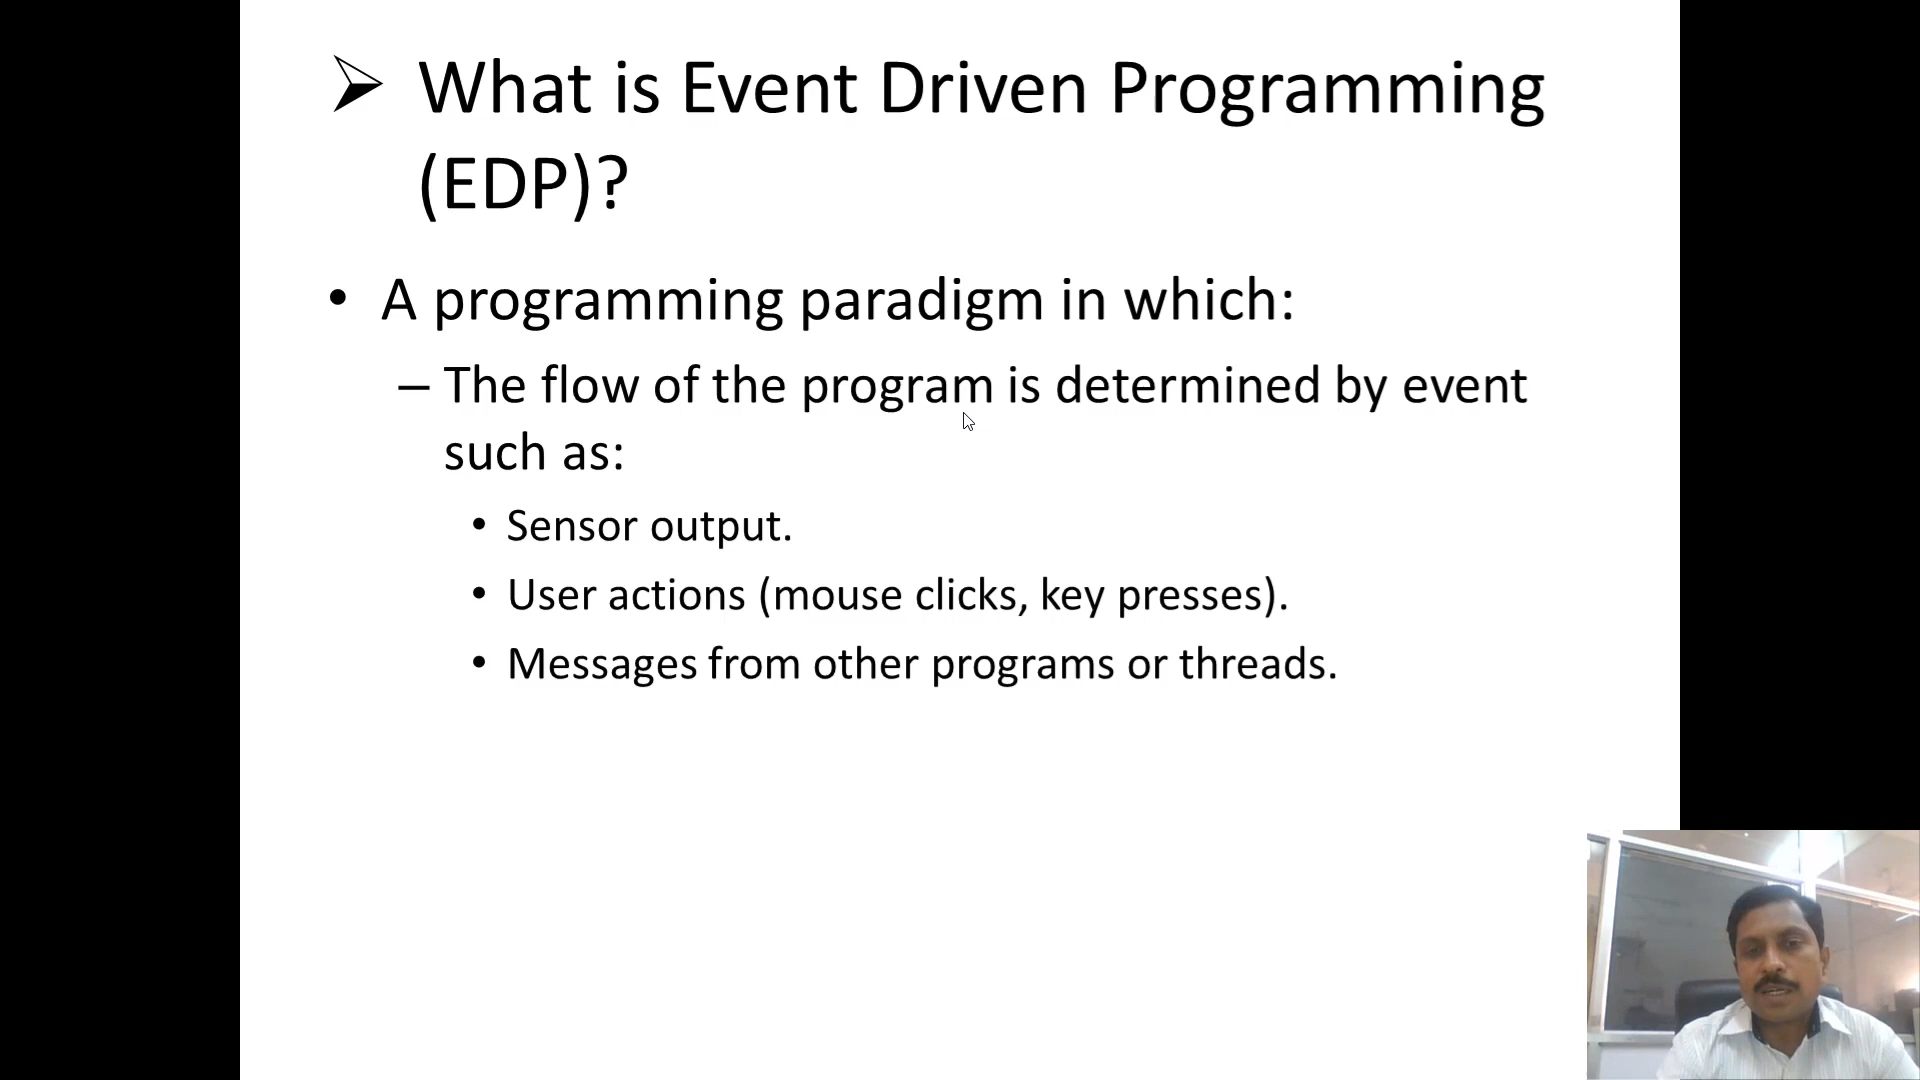 ➢ What is Event Driven Programming
(EDP)?
• A programming paradigm in which:
– The flow of the program is determined by event
such as:
• Sensor output.
• User actions (mouse clicks, key presses).
• Messages from other programs or threads.